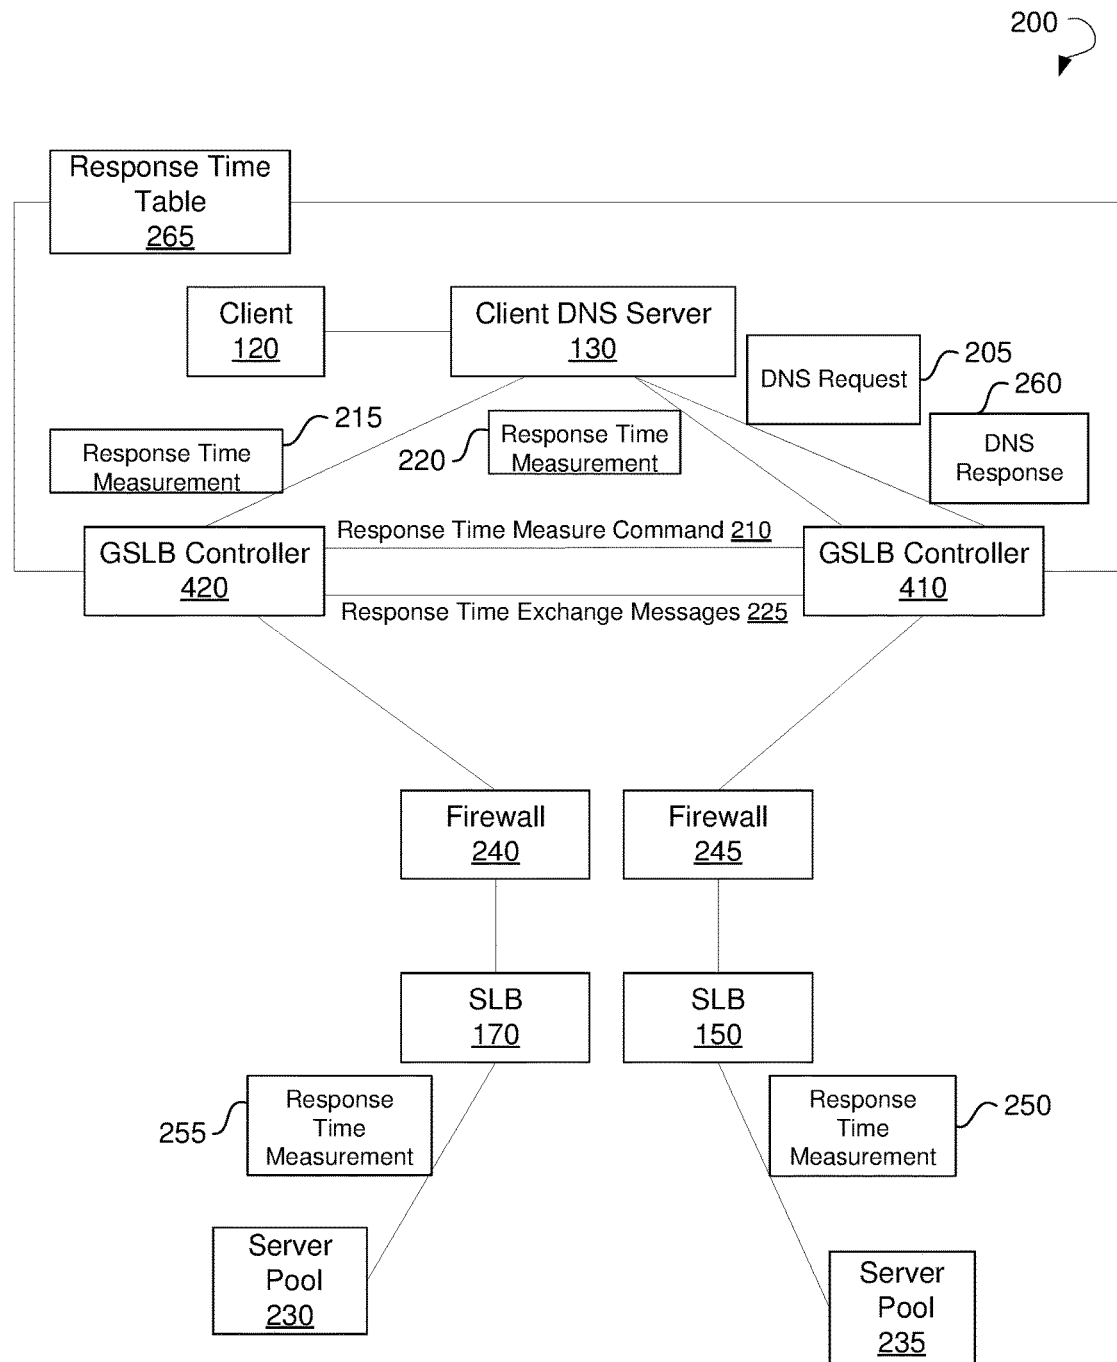 200
Response Time
Table
265
Client
120
Client DNS Server
130
DNS Request
205
260
DNS
Response
215
Response Time
Measurement
220
Response Time
Measurement
GSLB Controller
420
Response Time Measure Command 210
GSLB Controller
410
Response Time Exchange Messages 225
Firewall
240
Firewall
245
SLB
170
SLB
150
255
Response
Time
Measurement
Response
Time
Measurement
250
Server
Pool
230
Server
Pool
235